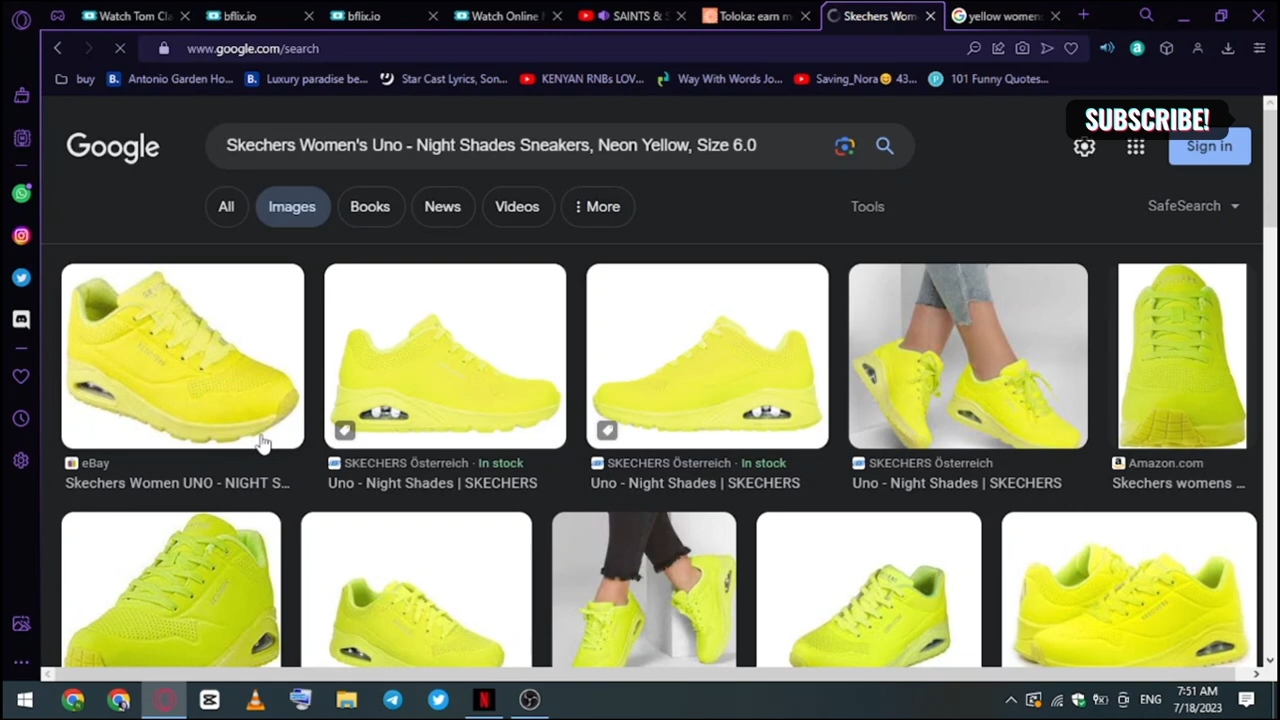 Watch Tom Cla
bflix.io
bflix.io
Watch Online
SAINTS & S
Toloka: earn m
Skechers Wom
yellow womens
www.google.com/search
buy
B. Antonio Garden Ho...
B. Luxury paradise be...
Star Cast Lyrics, Son...
KENYAN RNBs LOV...
Way With Words Jo...
Saving_Nora😊 43...
101 Funny Quotes...
SUBSCRIBE!
Google
Skechers Women's Uno - Night Shades Sneakers, Neon Yellow, Size 6.0
Sign in
All
Images
Books
News
Videos
More
Tools
SafeSearch
eBay
Skechers Women UNO - NIGHT S...
SKECHERS Österreich · In stock
Uno - Night Shades | SKECHERS
SKECHERS Österreich · In stock
Uno - Night Shades | SKECHERS
SKECHERS Österreich
Uno - Night Shades | SKECHERS
Amazon.com
Skechers womens ...
ENG
7:51 AM
7/18/2023